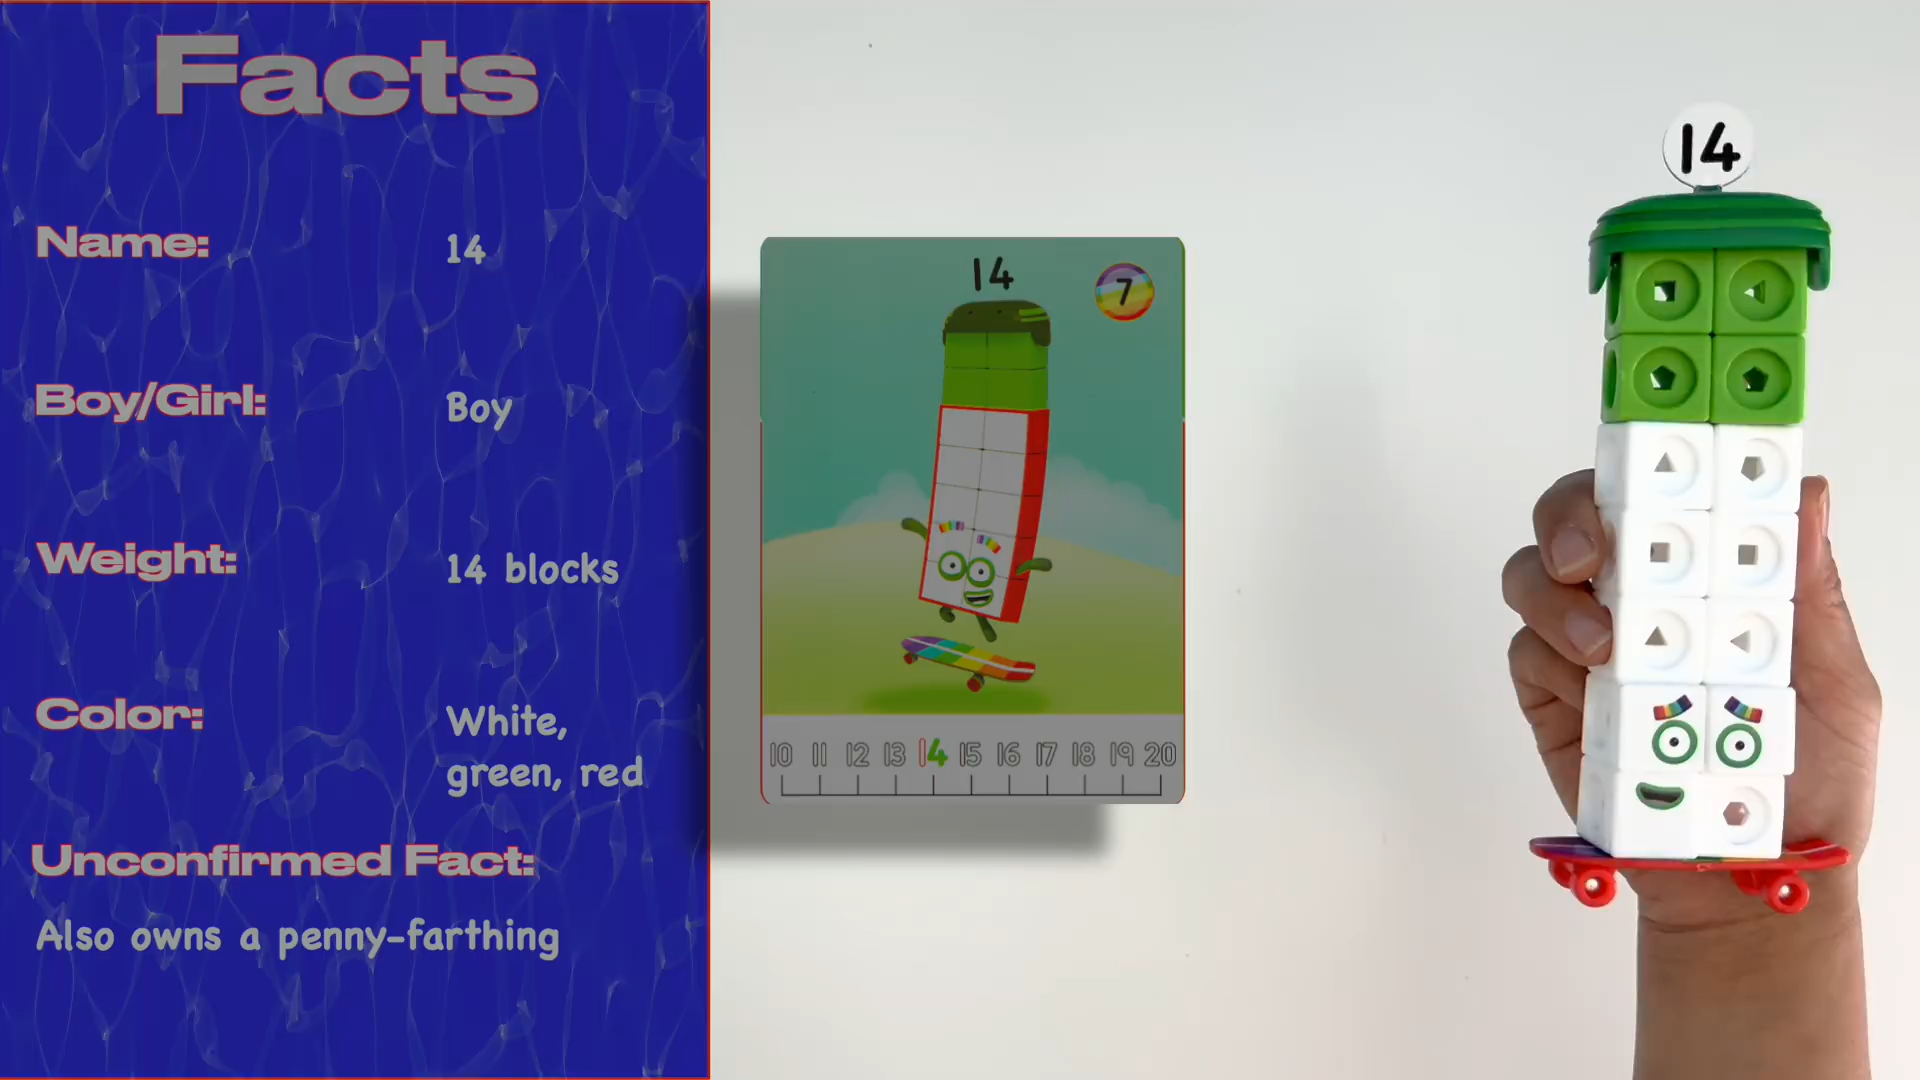 Facts
Name: 14
Boy/Girl: Boy
Weight: 14 blocks
Color: White,
green, red
Unconfirmed Fact:
Also owns a penny-farthing
14
7
10 11 12 13 14 15 16 17 18 19 20
14